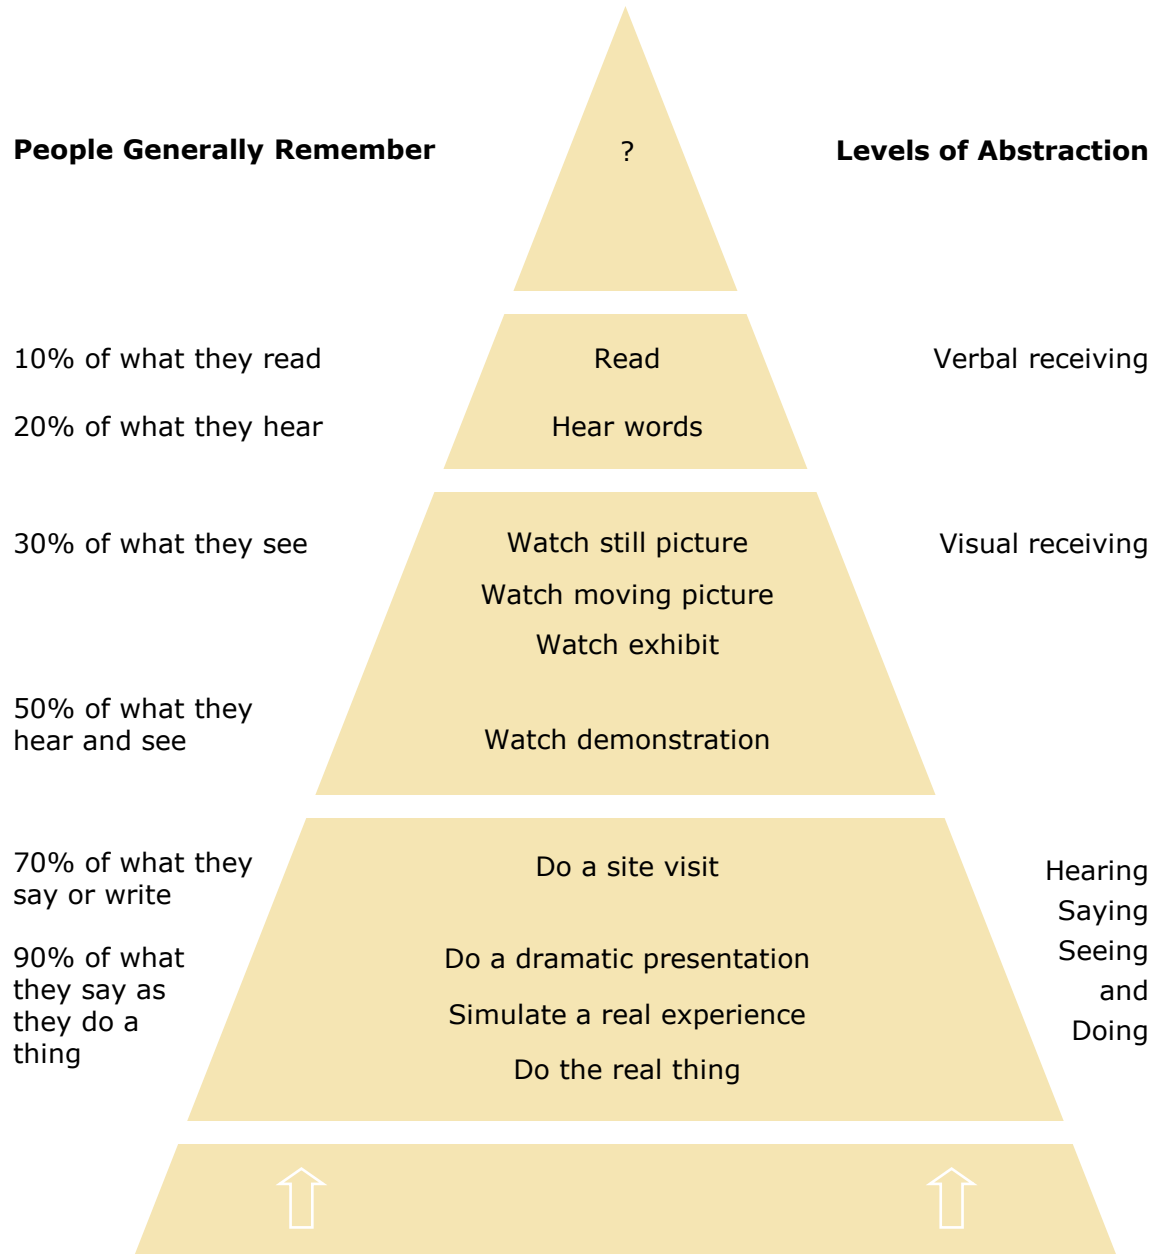 People Generally Remember
?
Levels of Abstraction
10% of what they read
Read
Verbal receiving
20% of what they hear
Hear words
30% of what they see
Watch still picture
Visual receiving
Watch moving picture
Watch exhibit
50% of what they
hear and see
Watch demonstration
70% of what they
say or write
Do a site visit
Hearing
Saying
Seeing
and
Doing
90% of what
they say as
they do a
thing
Do a dramatic presentation
Simulate a real experience
Do the real thing